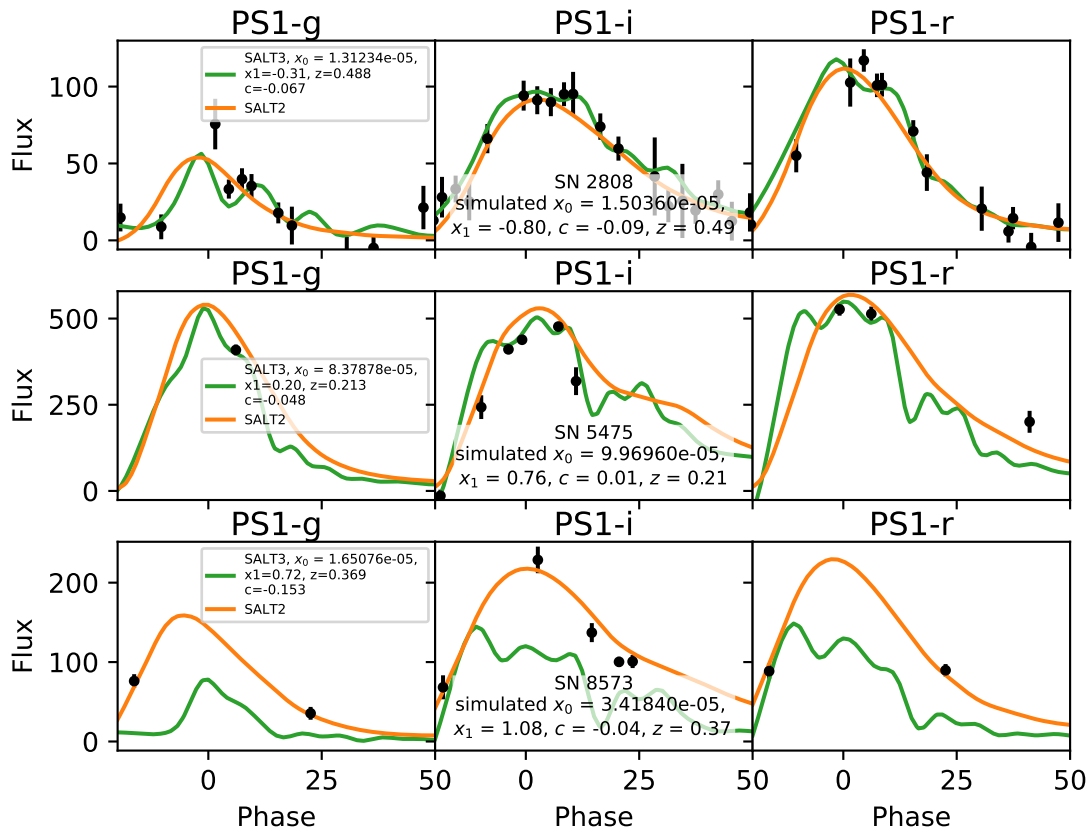 PS1-g PS1-i PS1-r
SALT3, x₀ = 1.31234e-05,
x1=-0.31, z=0.488
c=-0.067
SALT2
SN 2808
simulated x₀ = 1.50360e-05,
x₁ = -0.80, c = -0.09, z = 0.49
Flux
100
50
0
PS1-g PS1-i PS1-r
SALT3, x₀ = 8.37878e-05,
x1=0.20, z=0.213
c=-0.048
SALT2
SN 5475
simulated x₀ = 9.96960e-05,
x₁ = 0.76, c = 0.01, z = 0.21
Flux
500
250
0
PS1-g PS1-i PS1-r
SALT3, x₀ = 1.65076e-05,
x1=0.72, z=0.369
c=-0.153
SALT2
SN 8573
simulated x₀ = 3.41840e-05,
x₁ = 1.08, c = -0.04, z = 0.37
Flux
200
100
0
0 25 50 0 25 50 0 25 50
Phase Phase Phase